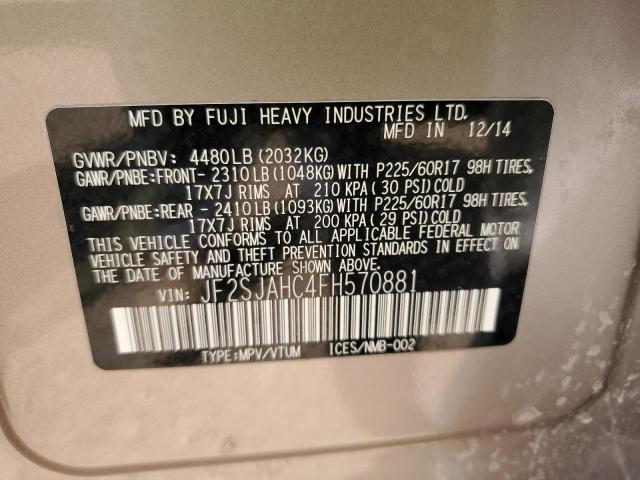 MFD BY FUJI HEAVY INDUSTRIES LTD.
MFD IN 12/14
GVWR/PNBV: 4480LB(2032KG)
GAWR/PNBE:FRONT- 2310LB(1048KG)WITH P225/60R17 98H TIRES,
17X7J RIMS AT 210 KPA(30 PSI)COLD
GAWR/PNBE:REAR - 2410LB(1093KG)WITH P225/60R17 98H TIRES,
17X7J RIMS AT 200 KPA(29 PSI)COLD
THIS VEHICLE CONFORMS TO ALL APPLICABLE FEDERAL MOTOR
VEHICLE SAFETY AND THEFT PREVENTION STANDARDS IN EFFECT ON
THE DATE OF MANUFACTURE SHOWN ABOVE.
VIN: JF2SJAHC4FH570881
TYPE:MPV/VTUM ICES/NMB-002